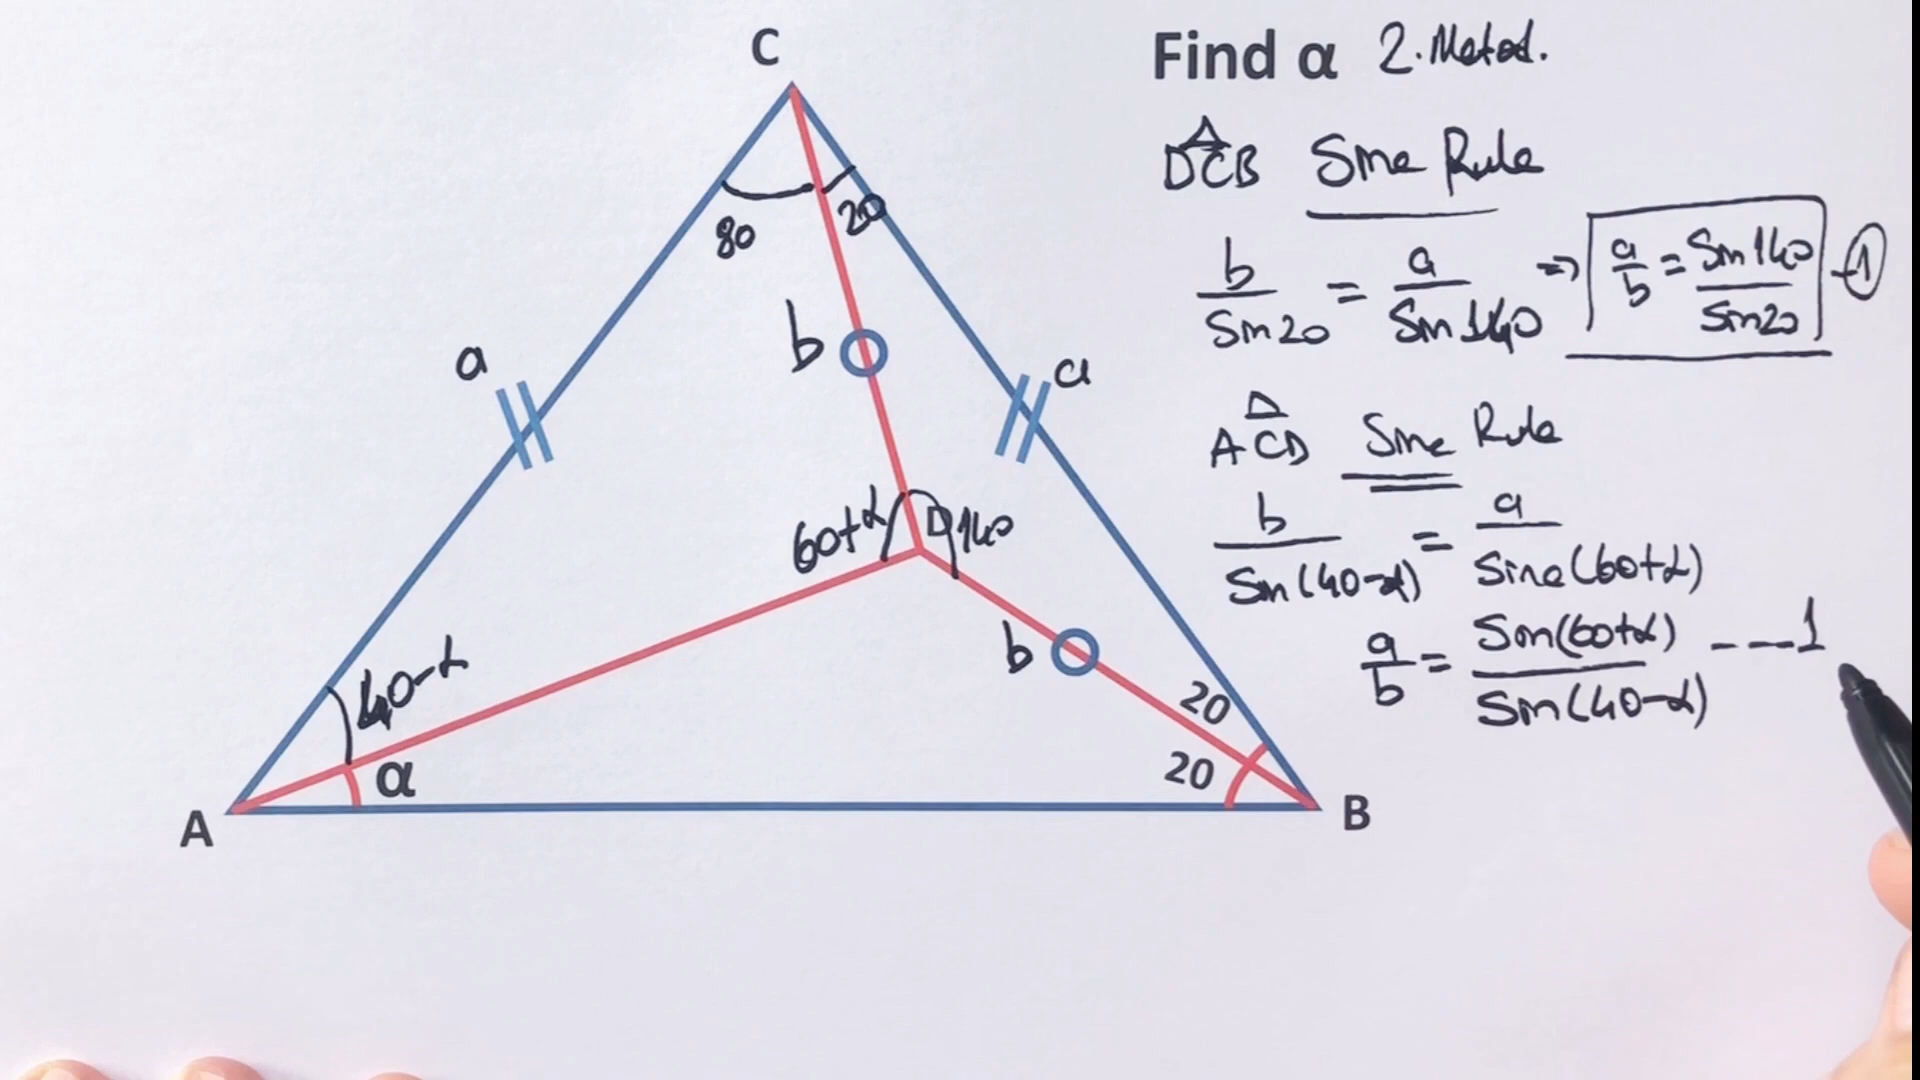 C
Find α 2. Metod.
DCB Sine Rule
80
20
b/Sin20 = a/Sin140 => a/b = Sin140/Sin20 -1
a
b
a
ACD Sine Rule
60+α
D
140
b/Sin(40-α) = a/Sine(60+α)
a/b = Sin(60+α)/Sin(40-α) ---1
b
40-α
20
α
20
A
B